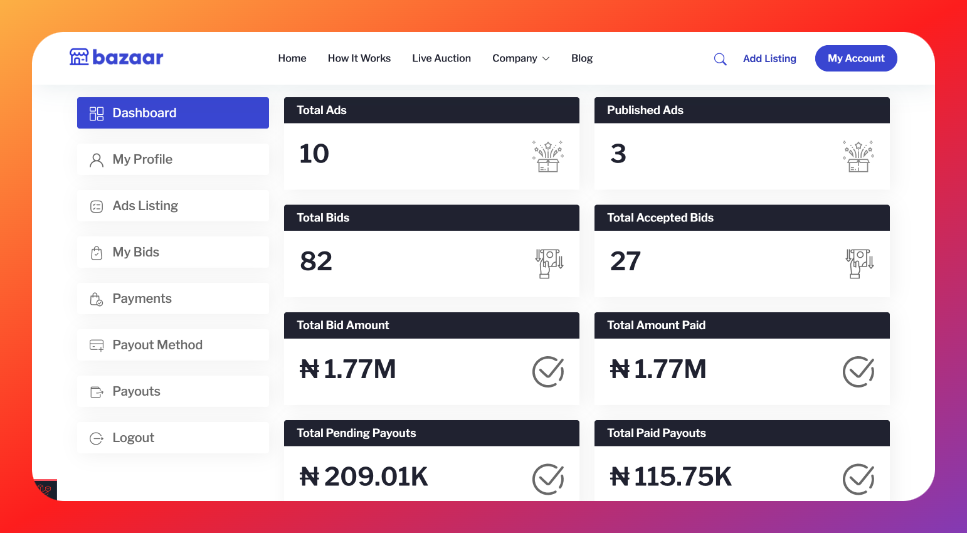 bazaar
Home How It Works Live Auction Company Blog Add Listing My Account
Dashboard
My Profile
Ads Listing
My Bids
Payments
Payout Method
Payouts
Logout
Total Ads
10
Published Ads
3
Total Bids
82
Total Accepted Bids
27
Total Bid Amount
₦ 1.77M
Total Amount Paid
₦ 1.77M
Total Pending Payouts
₦ 209.01K
Total Paid Payouts
₦ 115.75K